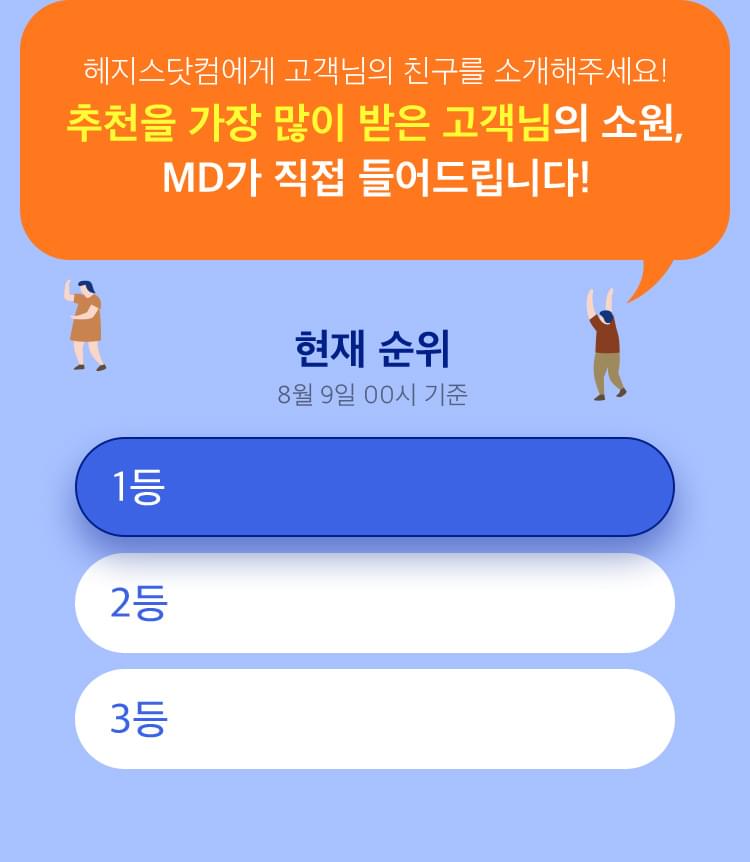 헤지스닷컴에게 고객님의 친구를 소개해주세요!
추천을 가장 많이 받은 고객님의 소원,
MD가 직접 들어드립니다!
현재 순위
8월 9일 00시 기준
1등
2등
3등